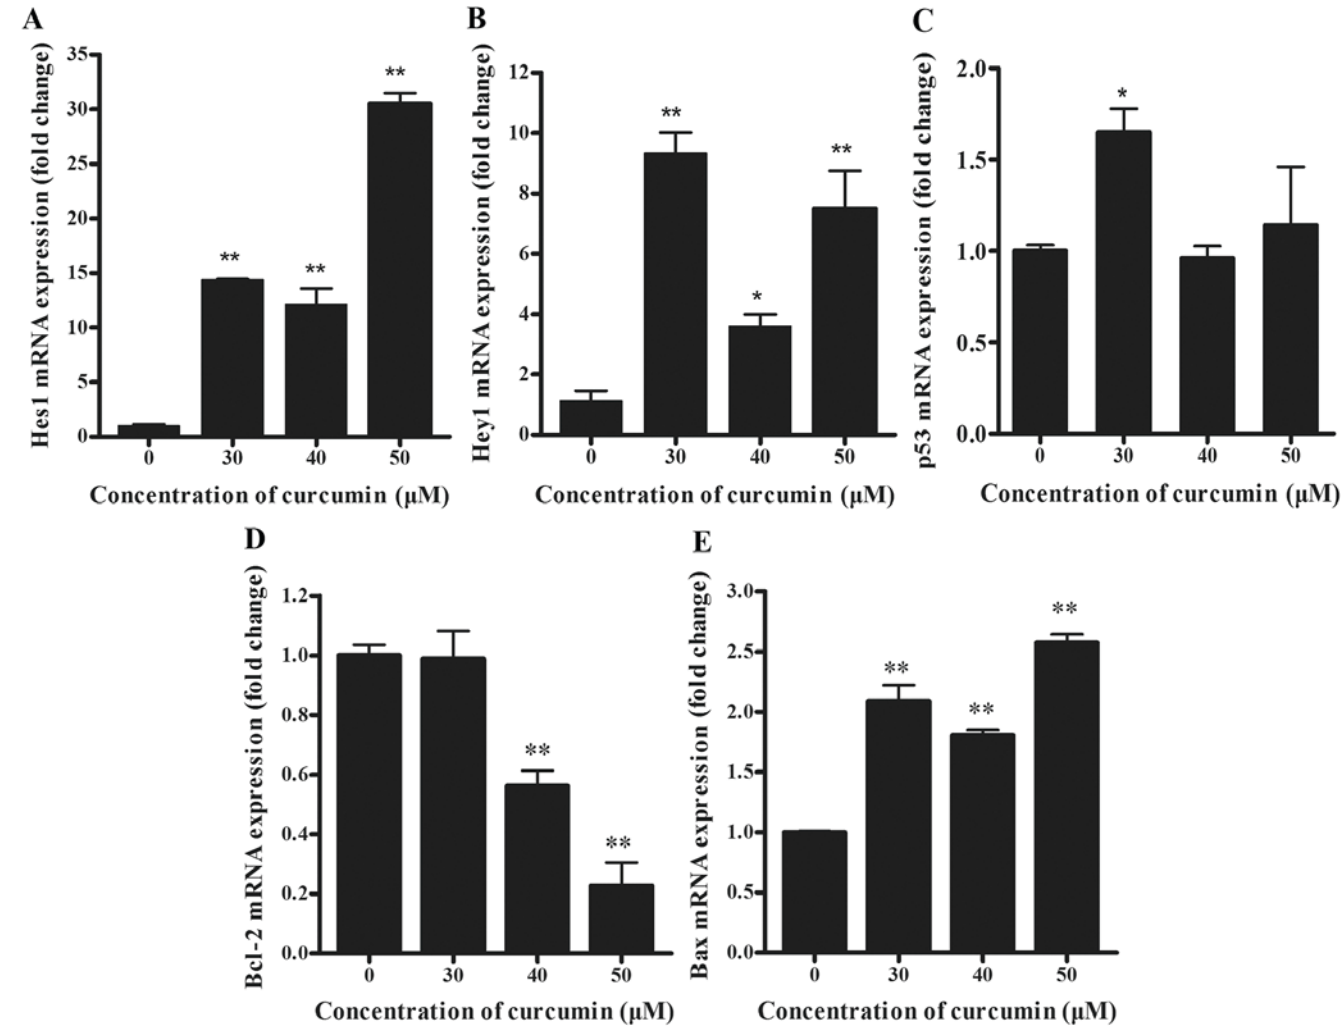 A
Hes1 mRNA expression (fold change)
35
30
25
20
15
10
5
0
**
**
**
0 30 40 50
Concentration of curcumin (μM)
B
Hey1 mRNA expression (fold change)
12
10
8
6
4
2
0
**
*
**
0 30 40 50
Concentration of curcumin (μM)
C
p53 mRNA expression (fold change)
2.0
1.5
1.0
0.5
0.0
*
0 30 40 50
Concentration of curcumin (μM)
D
Bcl-2 mRNA expression (fold change)
1.2
1.0
0.8
0.6
0.4
0.2
0.0
**
**
0 30 40 50
Concentration of curcumin (μM)
E
Bax mRNA expression (fold change)
3.0
2.5
2.0
1.5
1.0
0.5
0.0
**
**
**
0 30 40 50
Concentration of curcumin (μM)